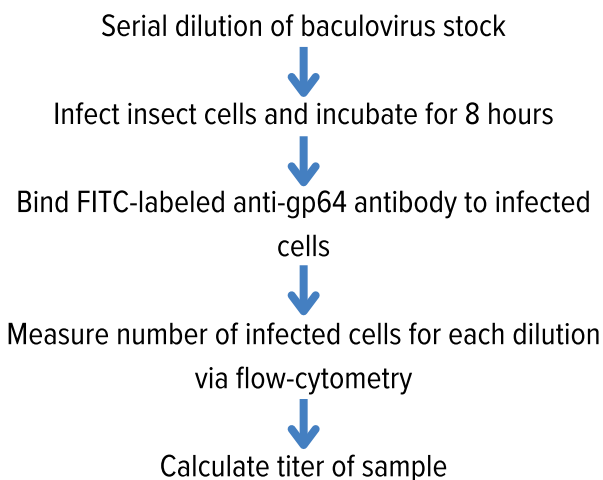 Serial dilution of baculovirus stock
Infect insect cells and incubate for 8 hours
Bind FITC-labeled anti-gp64 antibody to infected
cells
Measure number of infected cells for each dilution
via flow-cytometry
Calculate titer of sample